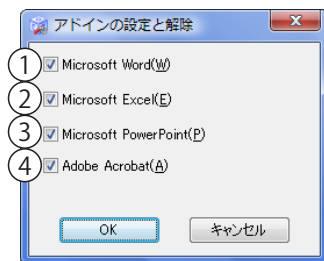 アドインの設定と解除
1 Microsoft Word(W)
2 Microsoft Excel(E)
3 Microsoft PowerPoint(P)
4 Adobe Acrobat(A)
OK キャンセル